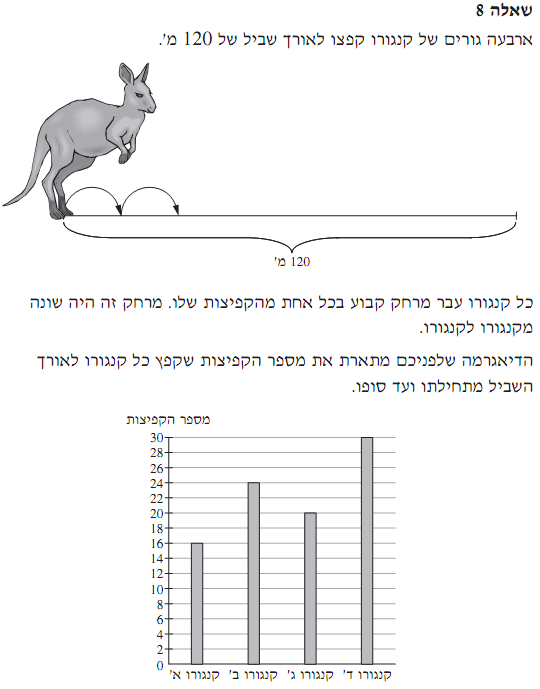 שאלה 8
ארבעה גורים של קנגורו קפצו לאורך שביל של 120 מ'.
120 מ'
כל קנגורו עבר מרחק קבוע בכל אחת מהקפיצות שלו. מרחק זה היה שונה
מקנגורו לקנגורו.
הדיאגרמה שלפניכם מתארת את מספר הקפיצות שקפץ כל קנגורו לאורך
השביל מתחילתו ועד סופו.
מספר הקפיצות
30
28
26
24
22
20
18
16
14
12
10
8
6
4
2
0
קנגורו א' קנגורו ב' קנגורו ג' קנגורו ד'